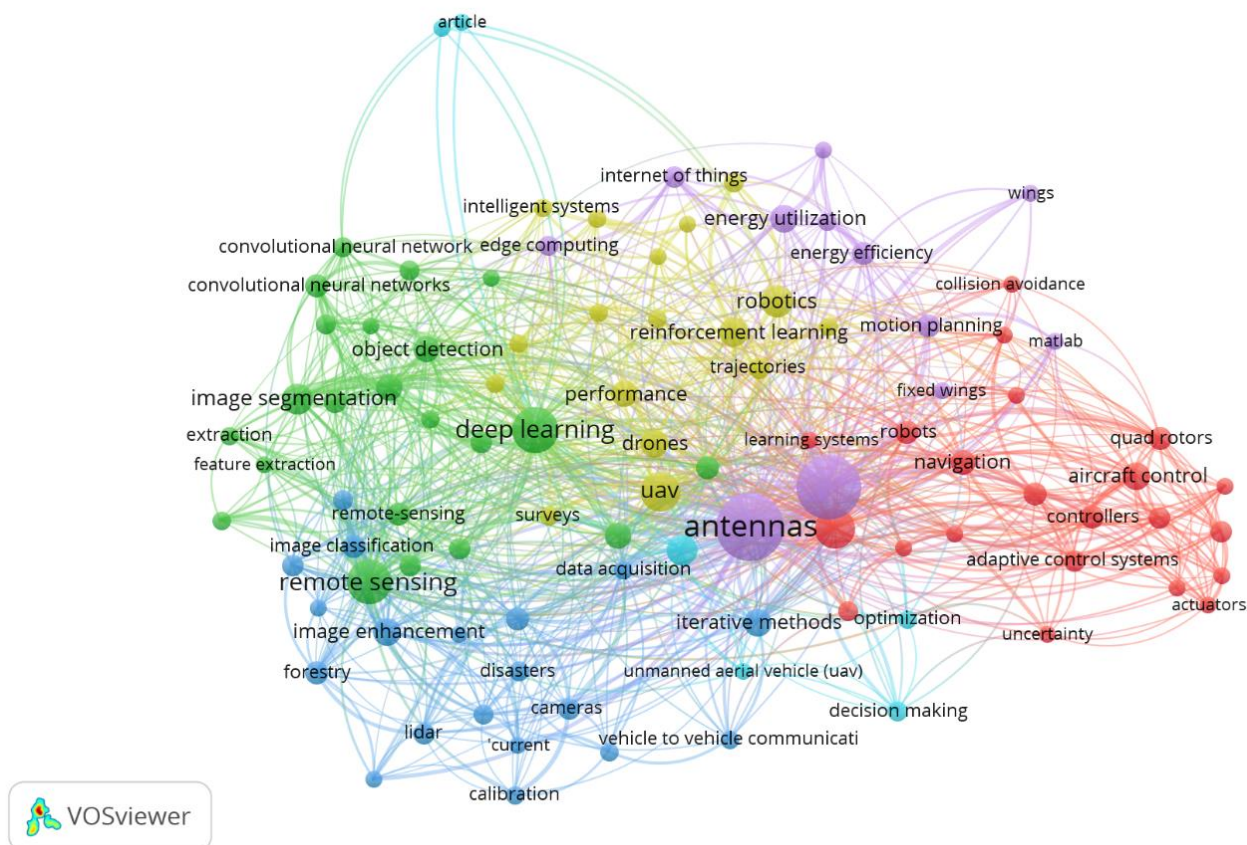 article
internet of things
wings
intelligent systems
energy utilization
convolutional neural network
edge computing
energy efficiency
convolutional neural networks
collision avoidance
robotics
reinforcement learning
motion planning
object detection
matlab
trajectories
image segmentation
performance
fixed wings
deep learning
drones
learning systems
robots
quad rotors
extraction
feature extraction
navigation
aircraft control
uav
remote-sensing
surveys
antennas
controllers
image classification
data acquisition
adaptive control systems
remote sensing
actuators
image enhancement
iterative methods
optimization
uncertainty
forestry
disasters
unmanned aerial vehicle (uav)
cameras
decision making
lidar
'current
vehicle to vehicle communicati
calibration
VOSviewer